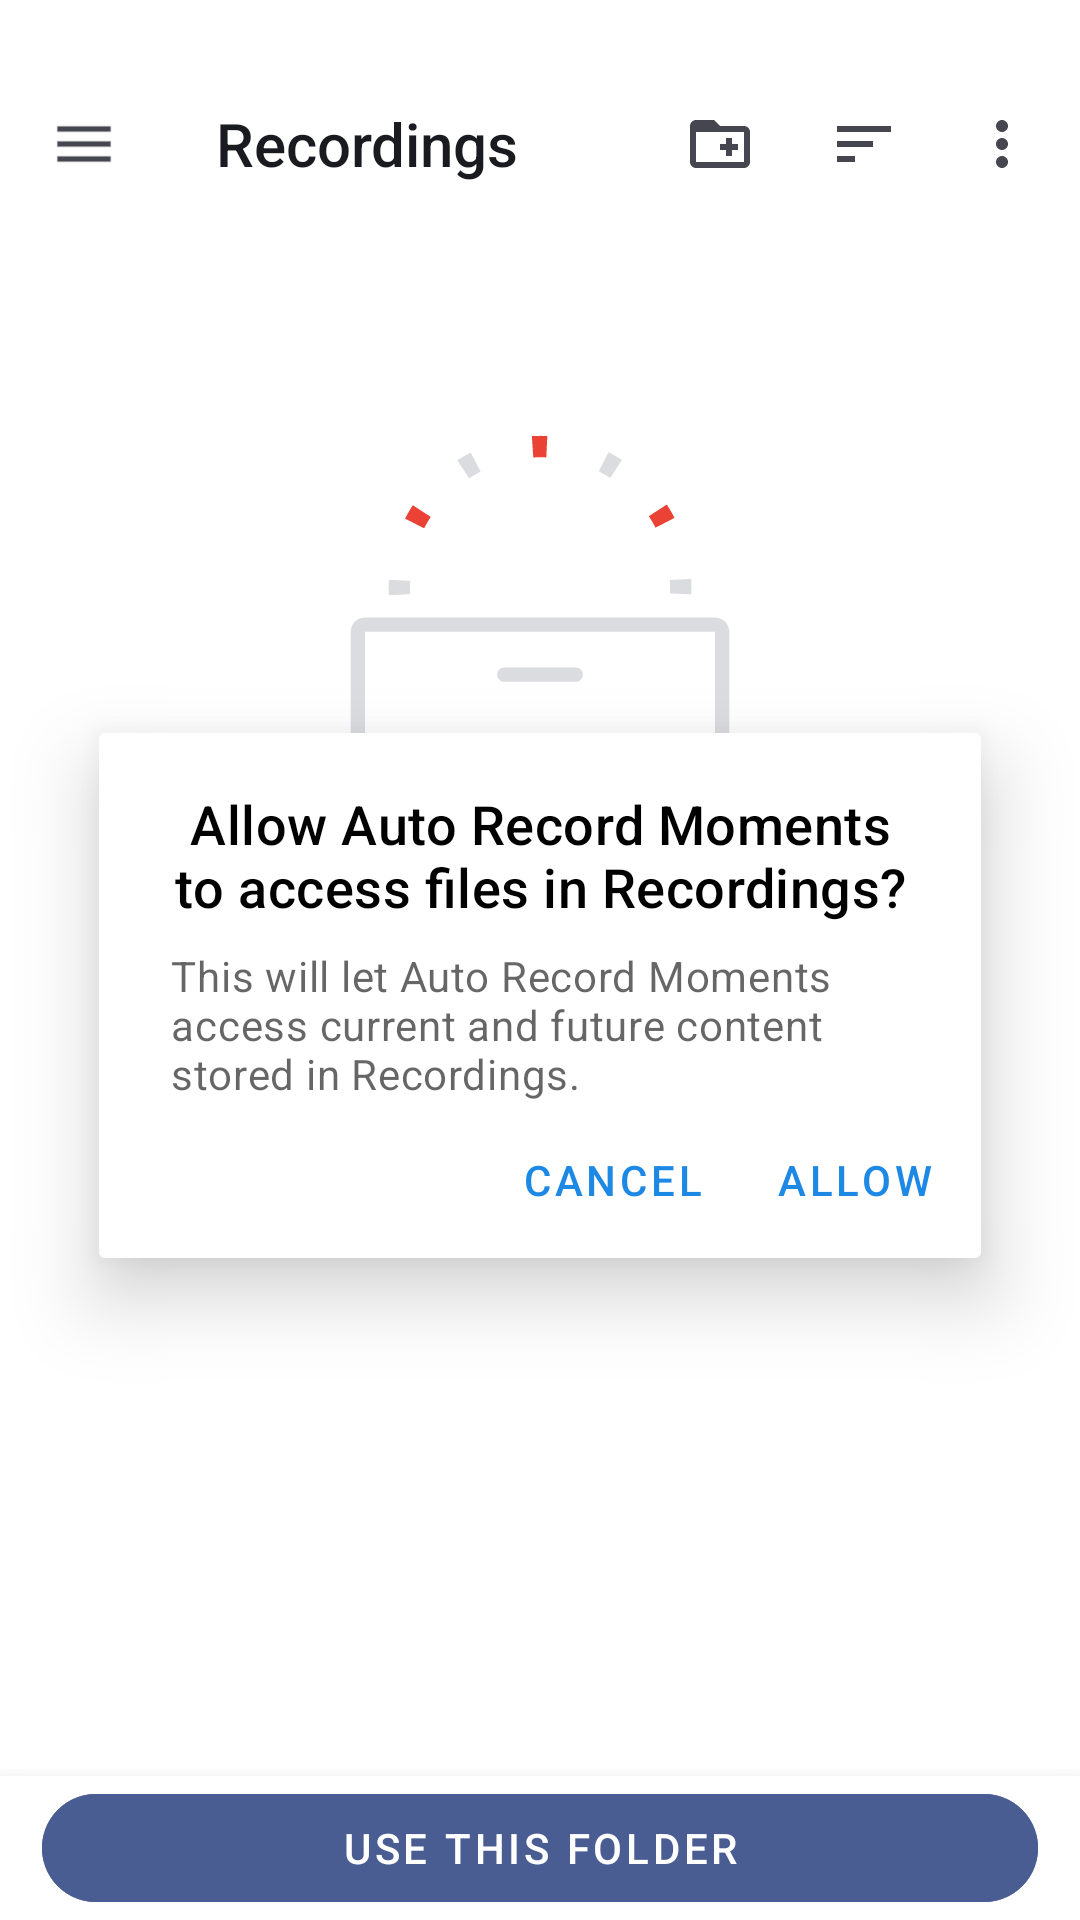 Recordings
Allow Auto Record Moments
to access files in Recordings?
This will let Auto Record Moments
access current and future content
stored in Recordings.
CANCEL ALLOW
USE THIS FOLDER